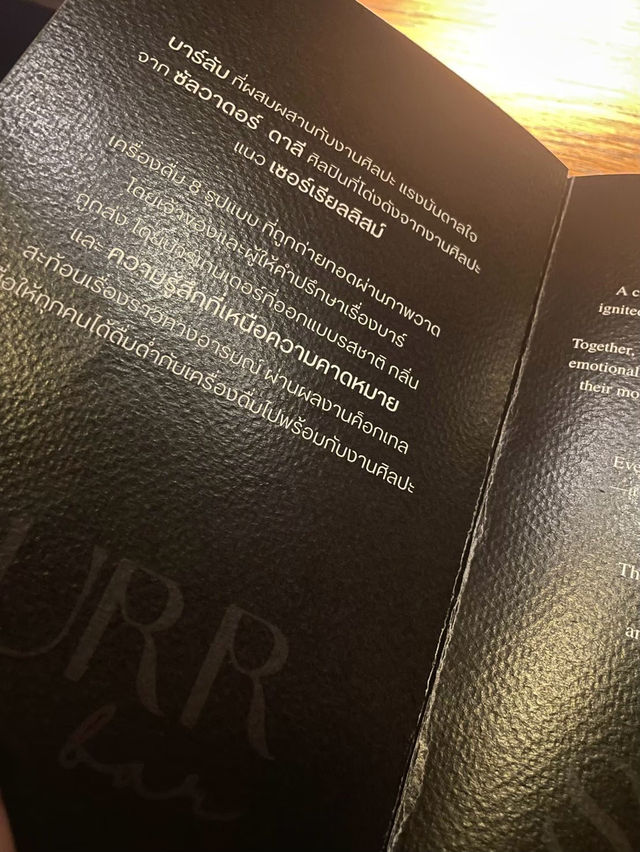 บาร์ลับ ที่ผสมผสานกับงานศิลปะ แรงบันดาลใจ
จาก ซัลวาดอร์ ดาลี ศิลปินที่โด่งดังจากงานศิลปะ
แนว เซอร์เรียลลิสม์
เครื่องดื่ม 8 รูปแบบ ที่ถูกถ่ายทอดผ่านภาพวาด
โดยเจ้าของและผู้ให้คำปรึกษาเรื่องบาร์
ถูกส่ง โดยบาร์เทนเดอร์ที่ออกแบบรสชาติ กลิ่น
และ ความรู้สึกที่เหนือความคาดหมาย
สะท้อนเรื่องราวทางอารมณ์ ผ่านผลงานค็อกเทล
ให้ทุกคนได้ดื่มด่ำกับเครื่องดื่มไปพร้อมกับงานศิลปะ
URR
bar
A
ignited
Together
emotional
their